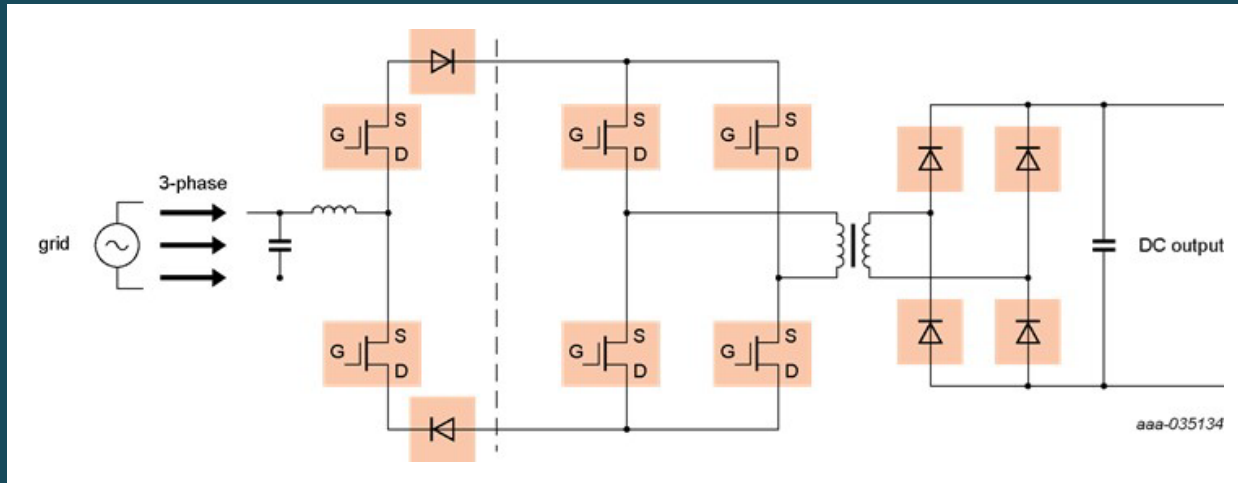 3-phase
grid
G S D
G S D
G S D
G S D
G S D
G S D
DC output
aaa-035134